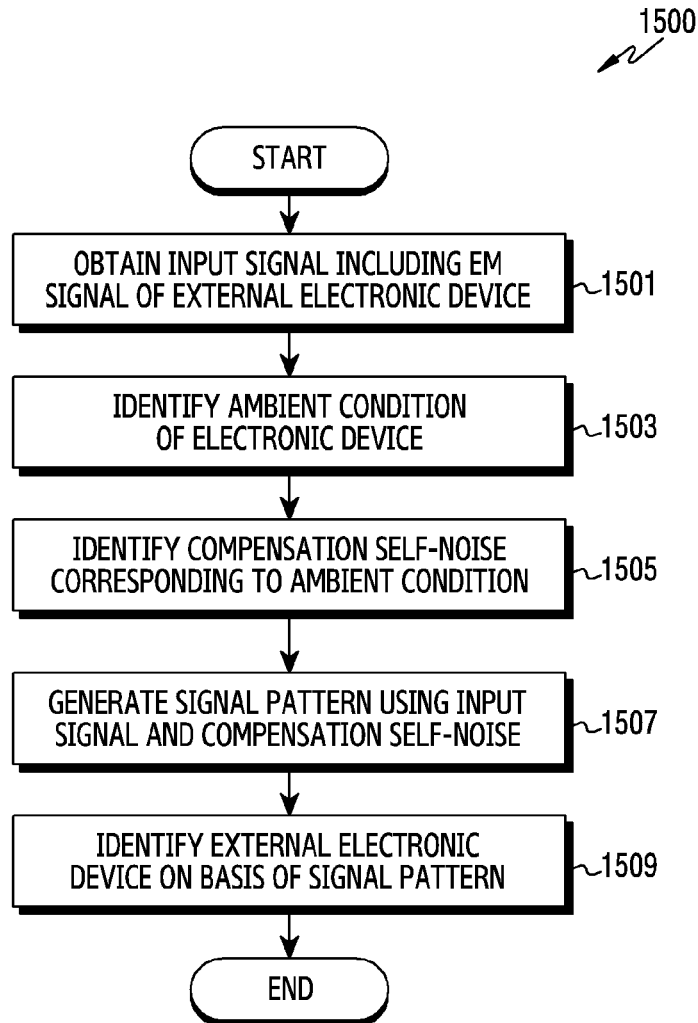 1500
START
OBTAIN INPUT SIGNAL INCLUDING EM
SIGNAL OF EXTERNAL ELECTRONIC DEVICE
1501
IDENTIFY AMBIENT CONDITION
OF ELECTRONIC DEVICE
1503
IDENTIFY COMPENSATION SELF-NOISE
CORRESPONDING TO AMBIENT CONDITION
1505
GENERATE SIGNAL PATTERN USING INPUT
SIGNAL AND COMPENSATION SELF-NOISE
1507
IDENTIFY EXTERNAL ELECTRONIC
DEVICE ON BASIS OF SIGNAL PATTERN
1509
END